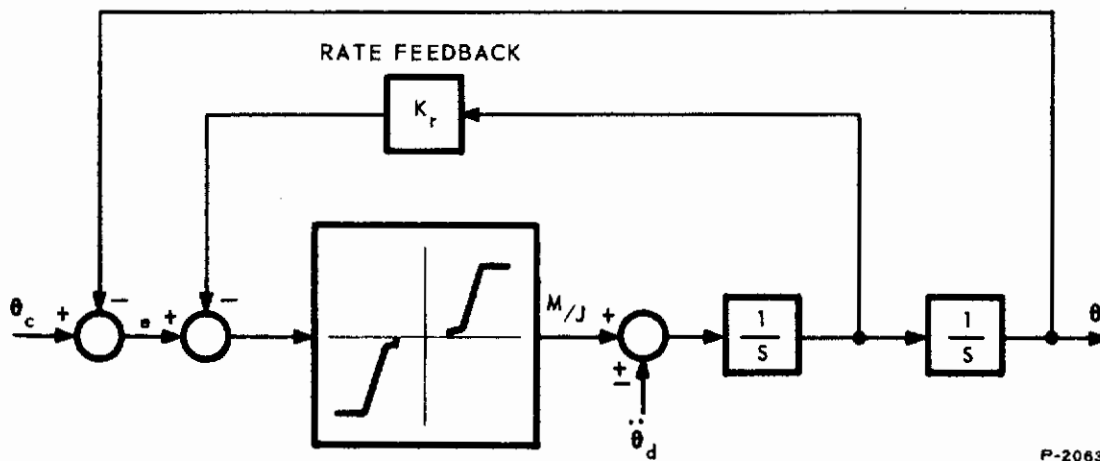 RATE FEEDBACK
K_r
θ_c
+
−
e
+
−
M/J
+
±
θ̈_d
1/S
1/S
θ
P-2063